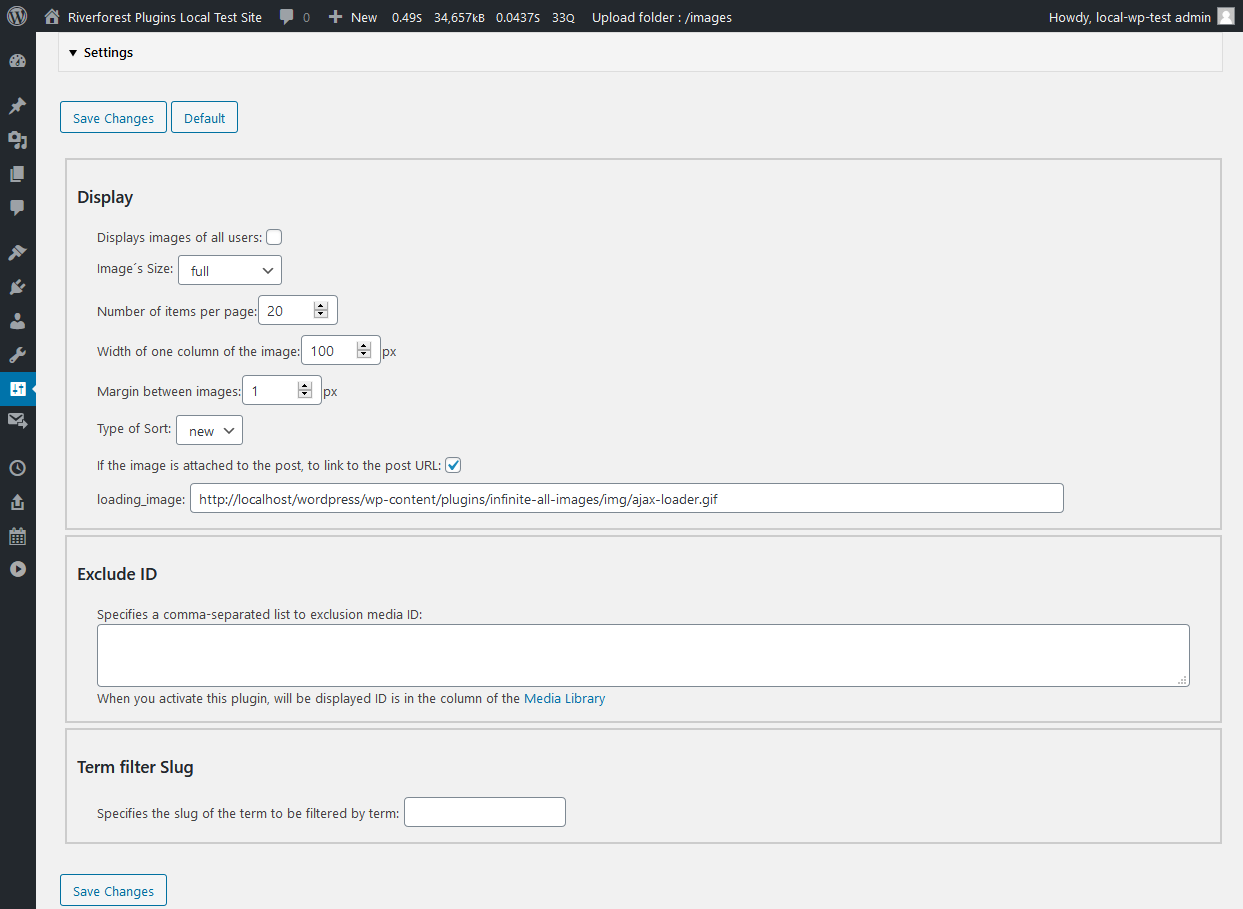 Riverforest Plugins Local Test Site 0 New 0.49S 34,657kB 0.0437S 33Q Upload folder : /images Howdy, local-wp-test admin
▼ Settings
Save Changes Default
Display
Displays images of all users:
Image´s Size: full
Number of items per page: 20
Width of one column of the image: 100 px
Margin between images: 1 px
Type of Sort: new
If the image is attached to the post, to link to the post URL:
loading_image: http://localhost/wordpress/wp-content/plugins/infinite-all-images/img/ajax-loader.gif
Exclude ID
Specifies a comma-separated list to exclusion media ID:
When you activate this plugin, will be displayed ID is in the column of the Media Library
Term filter Slug
Specifies the slug of the term to be filtered by term:
Save Changes